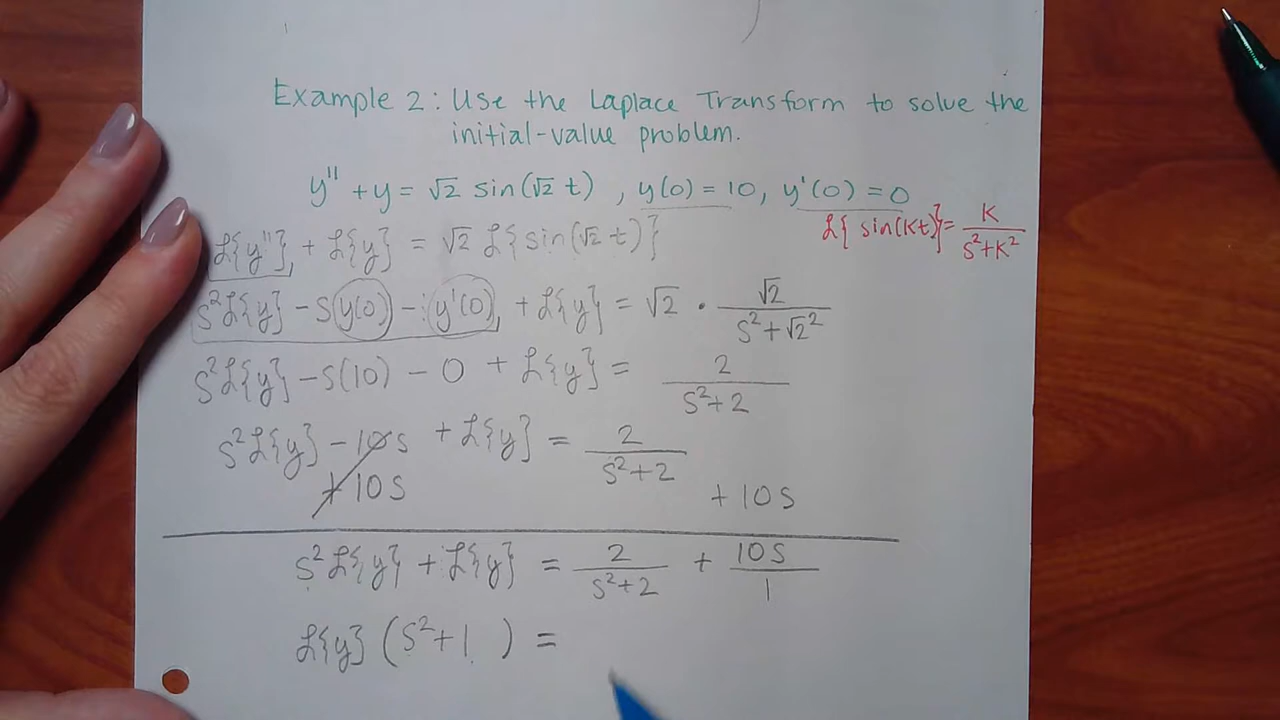 Example 2: Use the Laplace Transform to solve the
initial-value problem.
y'' + y = √2 sin(√2 t) , y(0) = 10, y'(0) = 0
ℒ{sin(kt)} = k/(s²+k²)
ℒ{y''} + ℒ{y} = √2 ℒ{sin(√2 t)}
s²ℒ{y} - s y(0) - y'(0) + ℒ{y} = √2 · √2/(s²+√2²)
s²ℒ{y} - s(10) - 0 + ℒ{y} = 2/(s²+2)
s²ℒ{y} - 10s + ℒ{y} = 2/(s²+2)
+10s +10s
s²ℒ{y} + ℒ{y} = 2/(s²+2) + 10s/1
ℒ{y} (s²+1) =